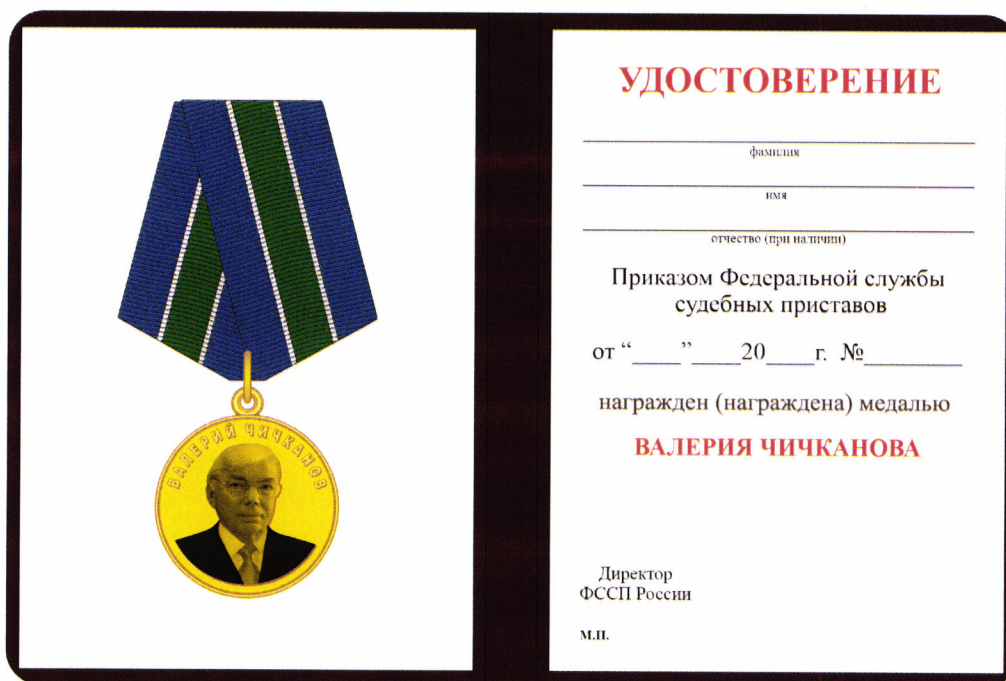 ВАЛЕРИЙ ЧИЧКАНОВ
УДОСТОВЕРЕНИЕ
фамилия
имя
отчество (при наличии)
Приказом Федеральной службы
судебных приставов
от “____”____20____г. №________
награжден (награждена) медалью
ВАЛЕРИЯ ЧИЧКАНОВА
Директор
ФССП России
М.П.